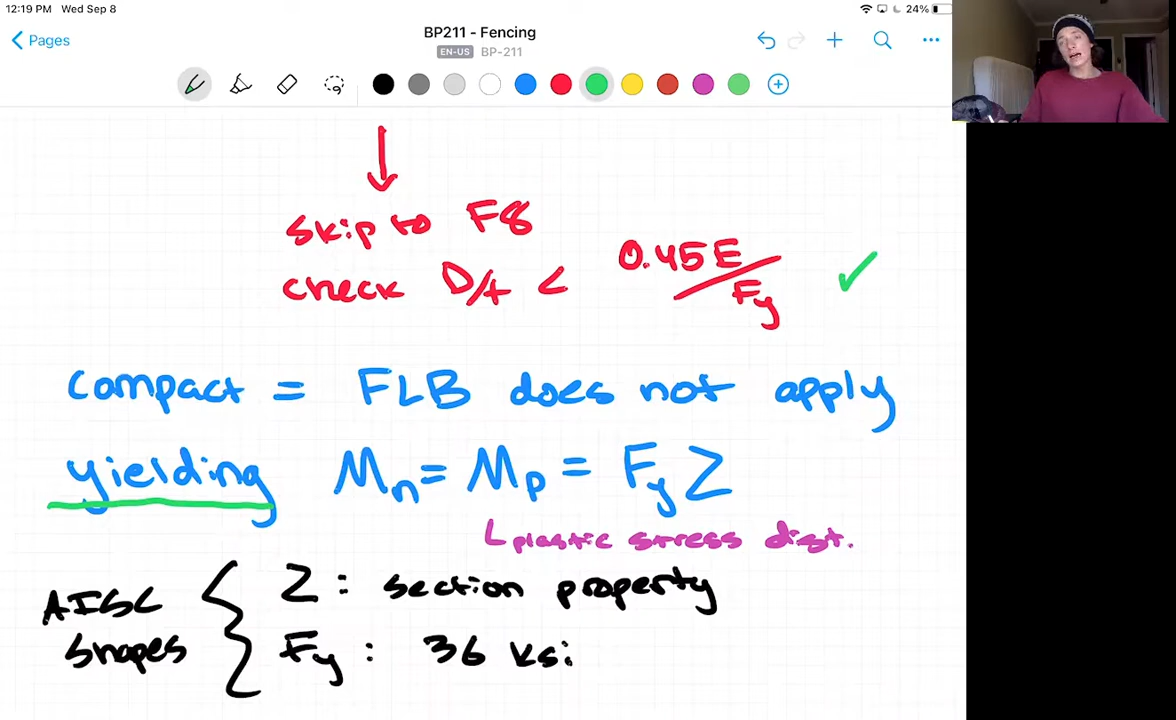 12:19 PM Wed Sep 8
24%
Pages
BP211 - Fencing
EN-US BP-211
skip to F8
check D/t < 0.45E/Fy ✓
compact = FLB does not apply
yielding Mn = Mp = FyZ
plastic stress dist.
AISC shapes { Z : section property
Fy : 36 ksi